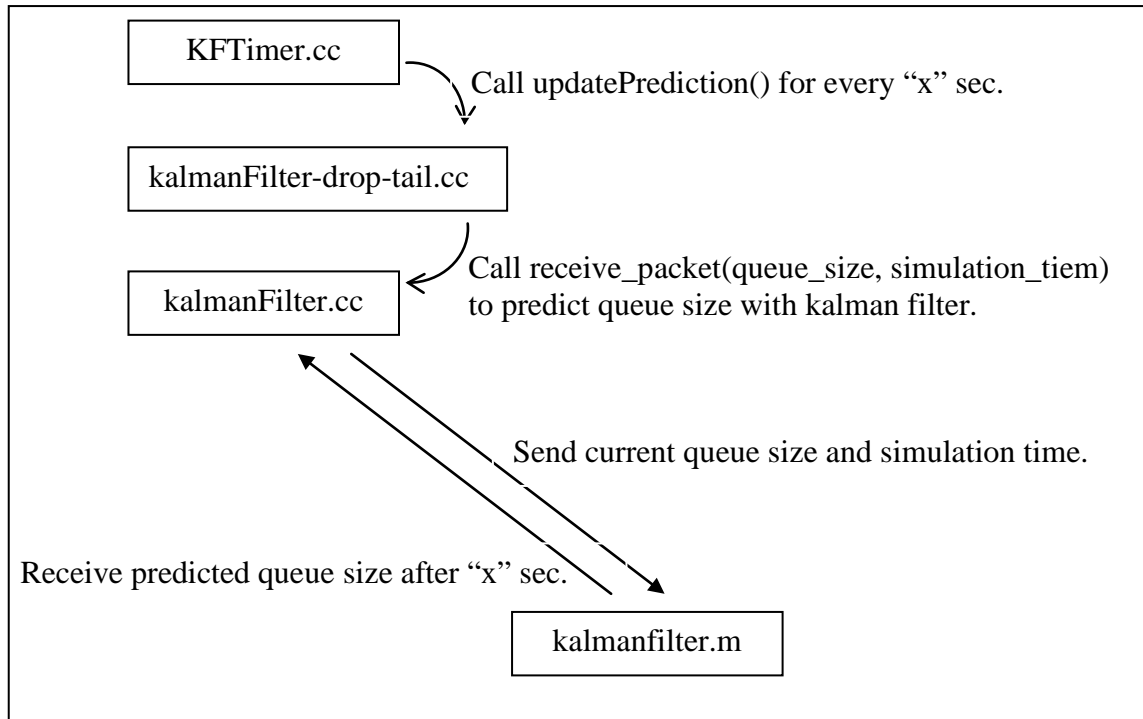 KFTimer.cc
Call updatePrediction() for every “x” sec.
kalmanFilter-drop-tail.cc
Call receive_packet(queue_size, simulation_tiem)
to predict queue size with kalman filter.
kalmanFilter.cc
Send current queue size and simulation time.
Receive predicted queue size after “x” sec.
kalmanfilter.m